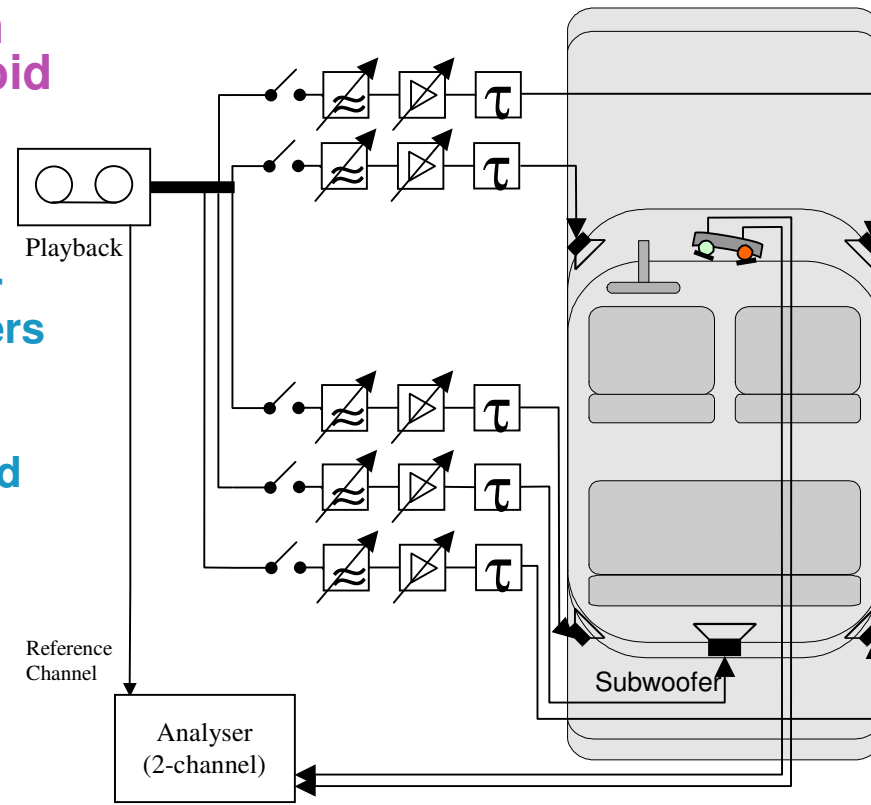 τ
τ
Playback
τ
τ
τ
Reference
Channel
Subwoofer
Analyser
(2-channel)